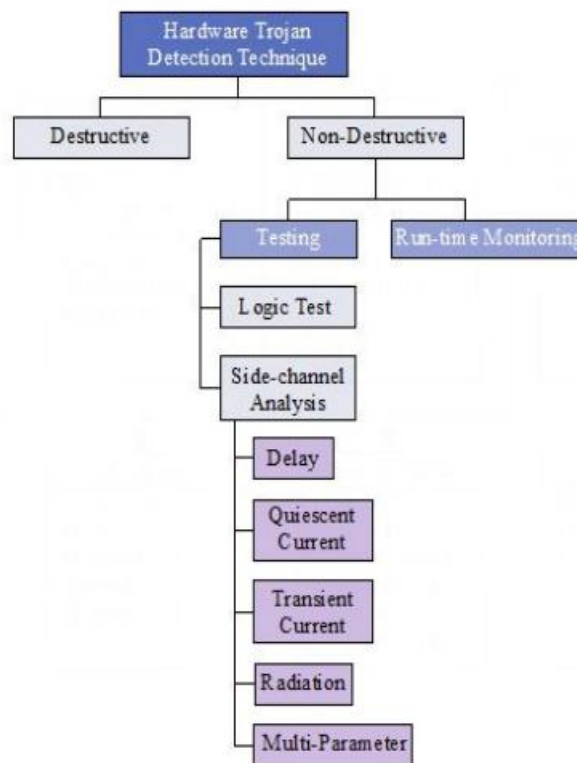 Hardware Trojan
Detection Technique
Destructive
Non-Destructive
Testing
Run-time Monitoring
Logic Test
Side-channel
Analysis
Delay
Quiescent
Current
Transient
Current
Radiation
Multi-Parameter